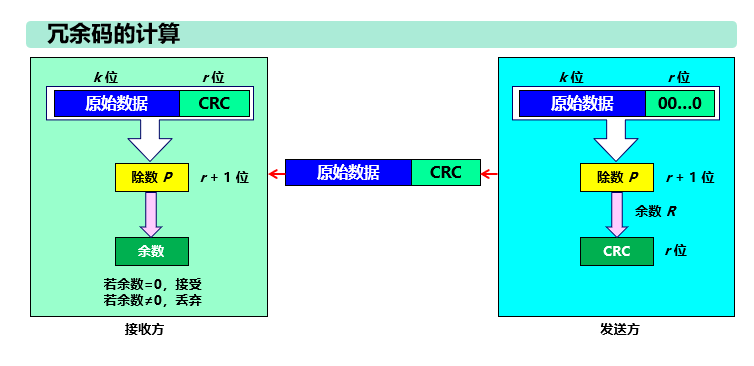 冗余码的计算
k 位 r 位
原始数据 CRC
除数 P r + 1 位
余数
若余数=0，接受
若余数≠0，丢弃
接收方
原始数据 CRC
k 位 r 位
原始数据 00…0
除数 P r + 1 位
余数 R
CRC r 位
发送方